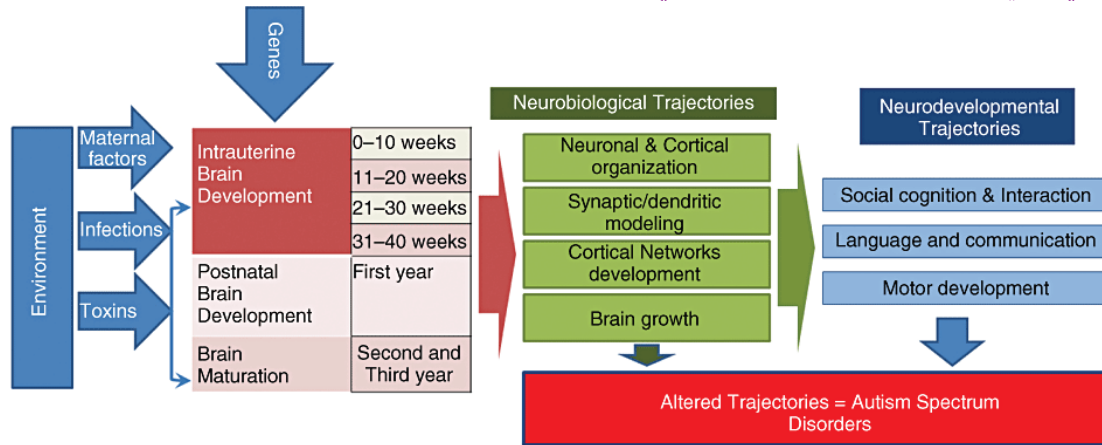 Genes
Environment
Maternal
factors
Infections
Toxins
Intrauterine
Brain
Development
0–10 weeks
11–20 weeks
21–30 weeks
31–40 weeks
Postnatal
Brain
Development
First year
Brain
Maturation
Second and
Third year
Neurobiological Trajectories
Neuronal & Cortical
organization
Synaptic/dendritic
modeling
Cortical Networks
development
Brain growth
Neurodevelopmental
Trajectories
Social cognition & Interaction
Language and communication
Motor development
Altered Trajectories = Autism Spectrum
Disorders